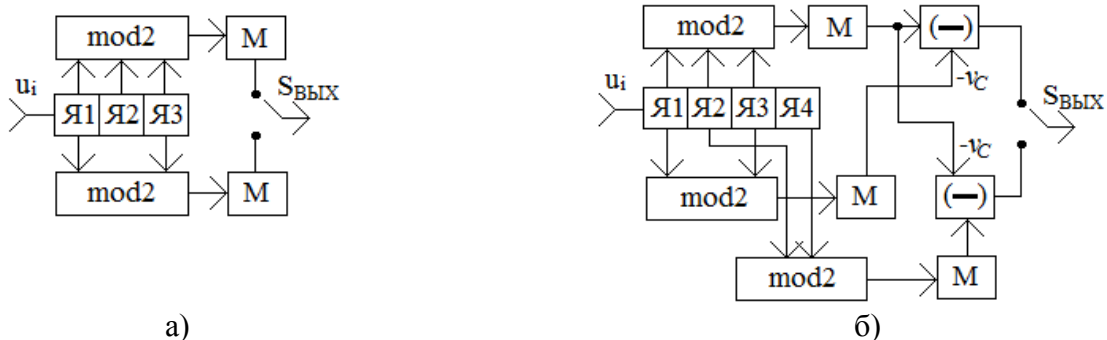 mod2 M
u_i Я1 Я2 Я3 S_ВЫХ
mod2 M
а)
mod2 M (—)
-ν_C
u_i Я1 Я2 Я3 Я4 S_ВЫХ
-ν_C
mod2 M (—)
mod2 M
б)